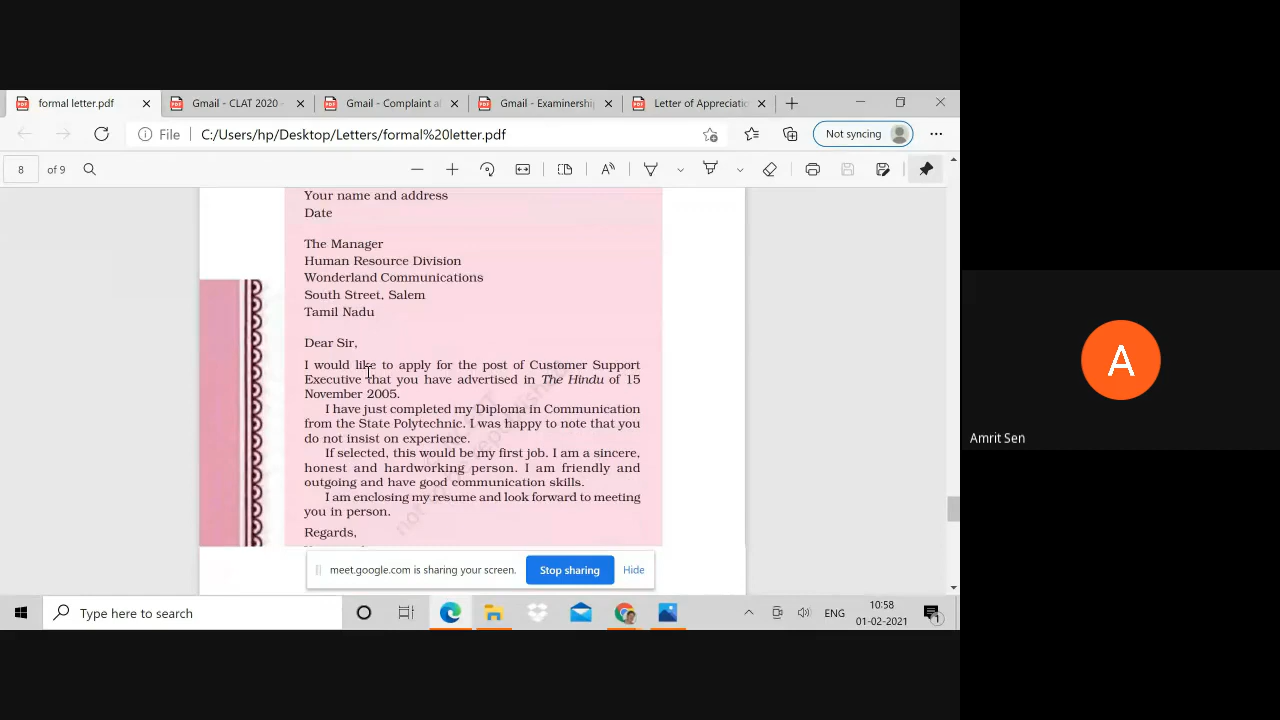 formal letter.pdf
Gmail - CLAT 2020 -
Gmail - Complaint a
Gmail - Examinership
Letter of Appreciatio
File
C:/Users/hp/Desktop/Letters/formal%20letter.pdf
Not syncing
8 of 9
Your name and address
Date
The Manager
Human Resource Division
Wonderland Communications
South Street, Salem
Tamil Nadu
Dear Sir,
I would like to apply for the post of Customer Support
Executive that you have advertised in The Hindu of 15
November 2005.
I have just completed my Diploma in Communication
from the State Polytechnic. I was happy to note that you
do not insist on experience.
If selected, this would be my first job. I am a sincere,
honest and hardworking person. I am friendly and
outgoing and have good communication skills.
I am enclosing my resume and look forward to meeting
you in person.
Regards,
meet.google.com is sharing your screen.
Stop sharing
Hide
Type here to search
ENG
10:58
01-02-2021
1
A
Amrit Sen